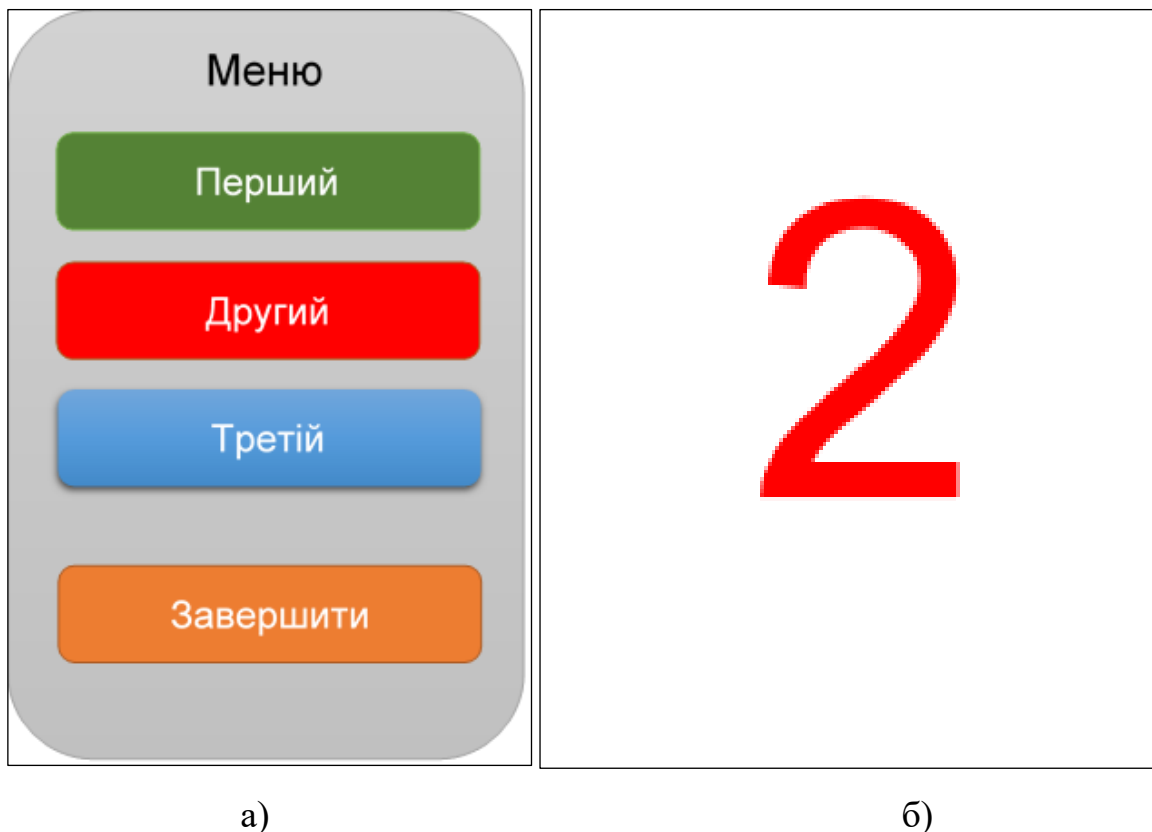 Меню
Перший
Другий
Третій
Завершити
2
а)
б)